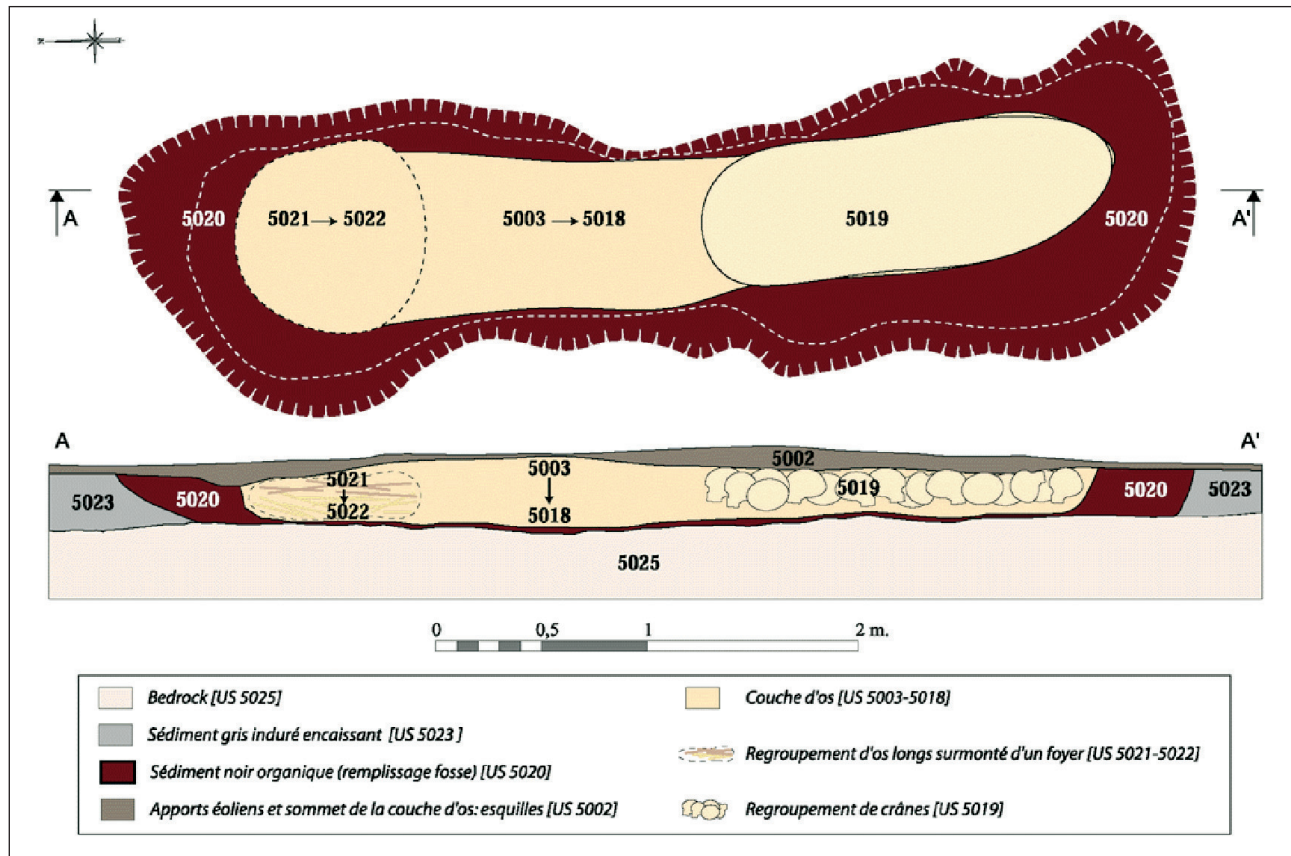 N
5020
5021 → 5022
5003 → 5018
5019
5020
A
A'
A
A'
5002
5021
5022
5003
5018
5019
5023
5020
5020
5023
5025
0
0,5
1
2 m.
Bedrock [US 5025]
Sédiment gris induré encaissant [US 5023 ]
Sédiment noir organique (remplissage fosse) [US 5020]
Apports éoliens et sommet de la couche d'os: esquilles [US 5002]
Couche d'os [US 5003-5018]
Regroupement d'os longs surmonté d'un foyer [US 5021-5022]
Regroupement de crânes [US 5019]